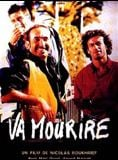 VA MOURIRE
UN FILM DE NICOLAS BOUKHRIEF